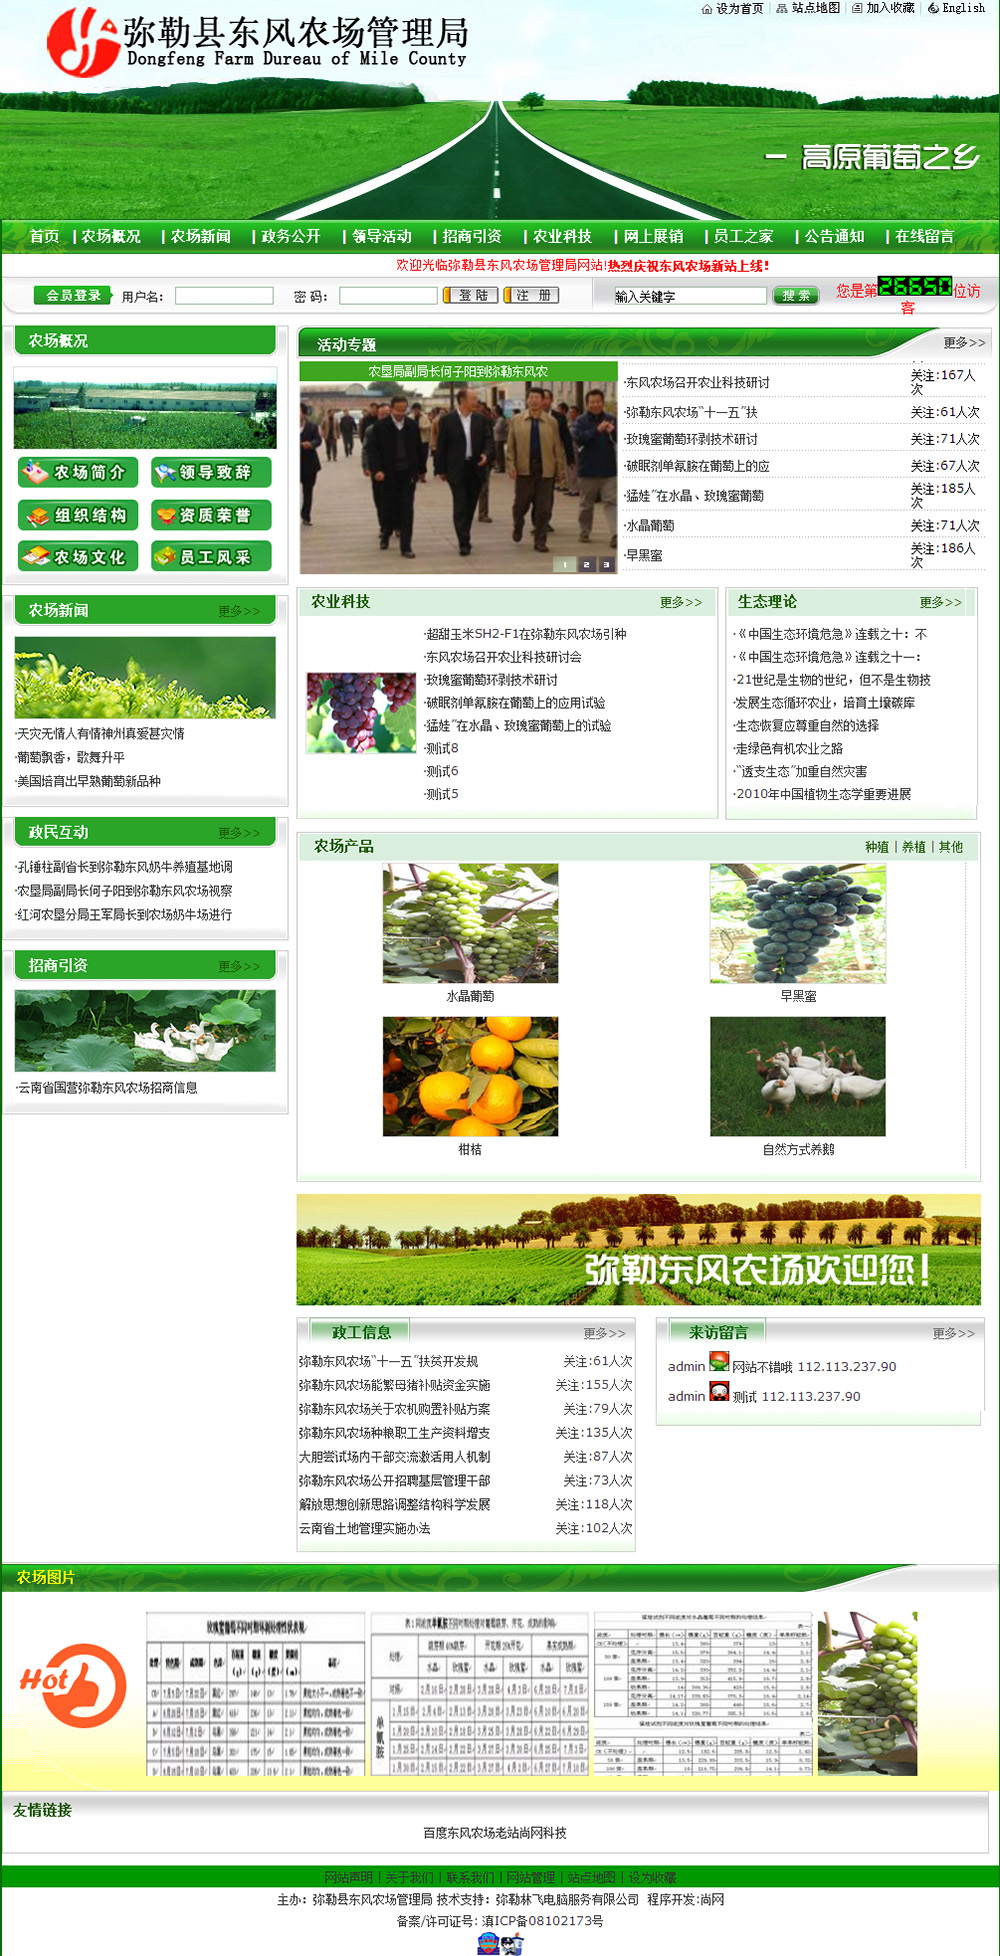 设为首页 | 站点地图 | 加入收藏 | English
弥勒县东风农场管理局
Dongfeng Farm Dureau of Mile County
一 高原葡萄之乡
首页 | 农场概况 | 农场新闻 | 政务公开 | 领导活动 | 招商引资 | 农业科技 | 网上展销 | 员工之家 | 公告通知 | 在线留言
欢迎光临弥勒县东风农场管理局网站!热烈庆祝东风农场新站上线!
会员登录 用户名: 密 码: 登 陆 注 册 输入关键字 搜 索 您是第26650位访客
农场概况
农场简介 领导致辞
组织结构 资质荣誉
农场文化 员工风采
活动专题 更多>>
农垦局副局长何子阳到弥勒东风农
1 2 3
·东风农场召开农业科技研讨 关注:167人次
·弥勒东风农场“十一五”扶 关注:61人次
·玫瑰蜜葡萄环剥技术研讨 关注:71人次
·破眠剂单氰胺在葡萄上的应 关注:67人次
·猛娃”在水晶、玫瑰蜜葡萄 关注:185人次
·水晶葡萄 关注:71人次
·早黑蜜 关注:186人次
农场新闻 更多>>
·天灾无情人有情神州真爱甚灾情
·葡萄飘香，歌舞升平
·美国培育出早熟葡萄新品种
农业科技 更多>>
·超甜玉米SH2-F1在弥勒东风农场引种
·东风农场召开农业科技研讨会
·玫瑰蜜葡萄环剥技术研讨
·破眠剂单氰胺在葡萄上的应用试验
·猛娃”在水晶、玫瑰蜜葡萄上的试验
·测试8
·测试6
·测试5
生态理论 更多>>
·《中国生态环境危急》连载之十：不
·《中国生态环境危急》连载之十一：
·21世纪是生物的世纪，但不是生物技
·发展生态循环农业，培育土壤碳库
·生态恢复应尊重自然的选择
·走绿色有机农业之路
·“透支生态”加重自然灾害
·2010年中国植物生态学重要进展
政民互动 更多>>
·孔锤柱副省长到弥勒东风奶牛养殖基地调
·农垦局副局长何子阳到弥勒东风农场视察
·红河农垦分局王军局长到农场奶牛场进行
招商引资 更多>>
·云南省国营弥勒东风农场招商信息
农场产品 种殖 | 养植 | 其他
水晶葡萄 早黑蜜
柑桔 自然方式养鹅
弥勒东风农场欢迎您!
政工信息 更多>>
弥勒东风农场“十一五”扶贫开发规 关注:61人次
弥勒东风农场能繁母猪补贴资金实施 关注:155人次
弥勒东风农场关于农机购置补贴方案 关注:79人次
弥勒东风农场种粮职工生产资料增支 关注:135人次
大胆尝试场内干部交流激活用人机制 关注:87人次
弥勒东风农场公开招聘基层管理干部 关注:73人次
解放思想创新思路调整结构科学发展 关注:118人次
云南省土地管理实施办法 关注:102人次
来访留言 更多>>
admin 网站不错哦 112.113.237.90
admin 测试 112.113.237.90
农场图片
Hot
友情链接
百度东风农场老站尚网科技
网站声明 | 关于我们 | 联系我们 | 网站管理 | 站点地图 | 设为收藏
主办：弥勒县东风农场管理局 技术支持：弥勒林飞电脑服务有限公司 程序开发:尚网
备案/许可证号: 滇ICP备08102173号